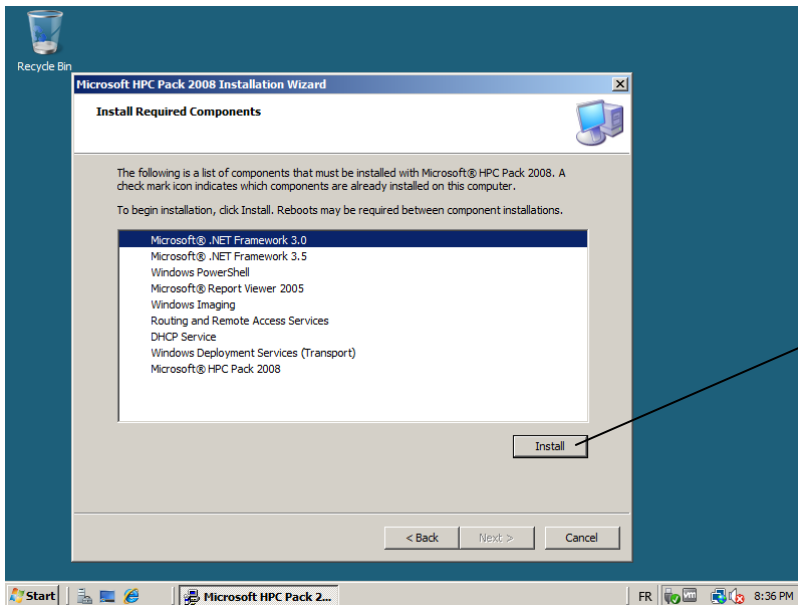 Recycle Bin
Microsoft HPC Pack 2008 Installation Wizard
Install Required Components
The following is a list of components that must be installed with Microsoft® HPC Pack 2008. A
check mark icon indicates which components are already installed on this computer.
To begin installation, click Install. Reboots may be required between component installations.
Microsoft® .NET Framework 3.0
Microsoft® .NET Framework 3.5
Windows PowerShell
Microsoft® Report Viewer 2005
Windows Imaging
Routing and Remote Access Services
DHCP Service
Windows Deployment Services (Transport)
Microsoft® HPC Pack 2008
Install
< Back Next > Cancel
Start Microsoft HPC Pack 2... FR vm 8:36 PM